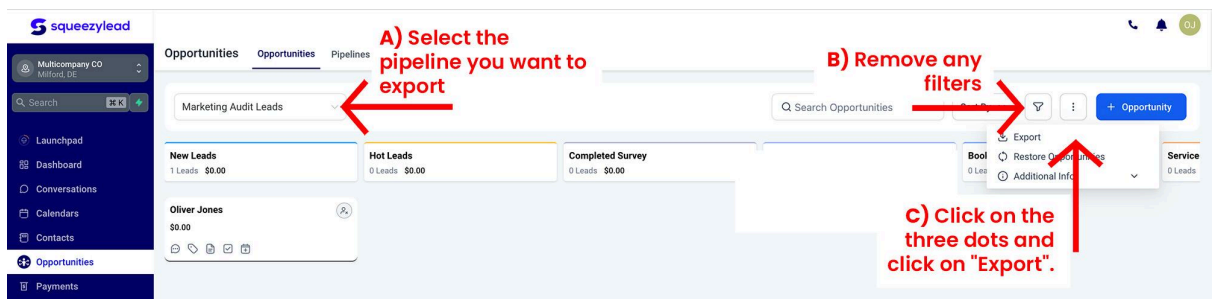 squeezylead
OJ
Multicompany CO
Milford, DE
Search
⌘ K
Launchpad
Dashboard
Conversations
Calendars
Contacts
Opportunities
Payments
Opportunities
Opportunities
Pipelines
A) Select the
pipeline you want to
export
B) Remove any
filters
Marketing Audit Leads
Search Opportunities
+ Opportunity
Export
Restore Opportunities
Additional Info
New Leads
1 Leads $0.00
Hot Leads
0 Leads $0.00
Completed Survey
0 Leads $0.00
Service
0 Leads
Oliver Jones
$0.00
C) Click on the
three dots and
click on "Export".